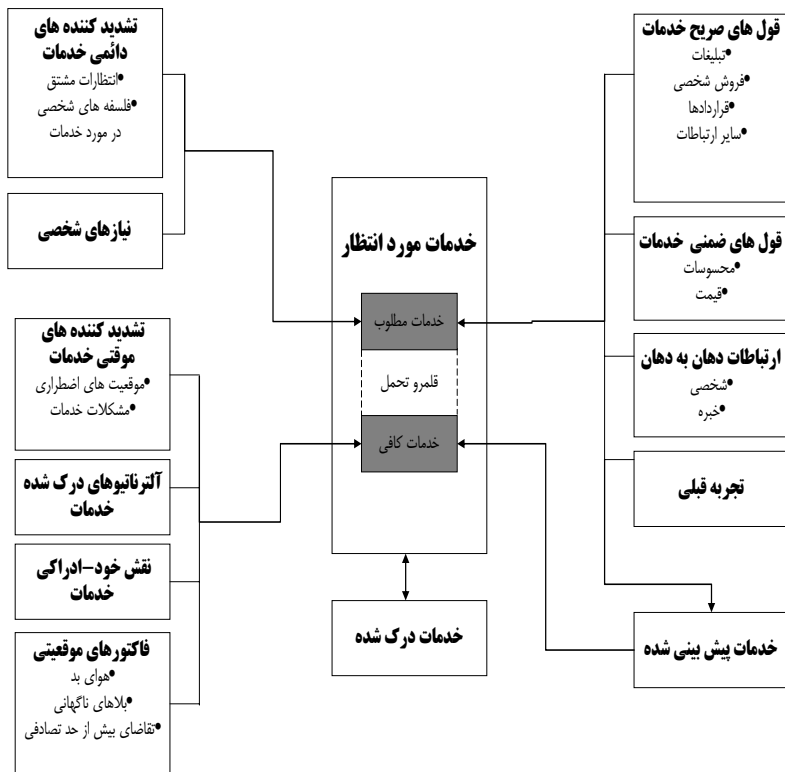 قول های صریح خدمات
•تبلیغات
•فروش شخصی
•قراردادها
•سایر ارتباطات
قول های ضمنی خدمات
•محسوسات
•قیمت
ارتباطات دهان به دهان
•شخصی
•خبره
تجربه قبلی
خدمات پیش بینی شده
خدمات مورد انتظار
خدمات مطلوب
قلمرو تحمل
خدمات کافی
خدمات درک شده
تشدید کننده های
دائمی خدمات
•انتظارات مشتق
•فلسفه های شخصی
در مورد خدمات
نیازهای شخصی
تشدید کننده های
موقتی خدمات
•موقعیت های اضطراری
•مشکلات خدمات
آلترناتیوهای درک شده
خدمات
نقش خود-ادراکی
خدمات
فاکتورهای موقعیتی
•هوای بد
•بلاهای ناگهانی
•تقاضای بیش از حد تصادفی